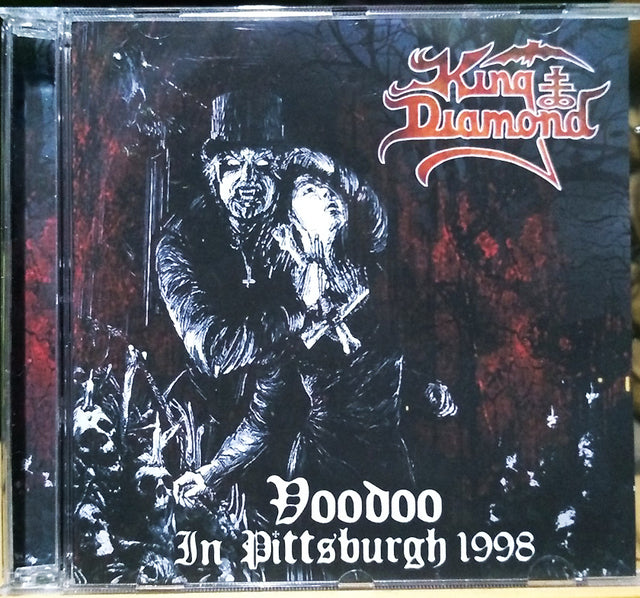 King
Diamond
Voodoo
In Pittsburgh 1998